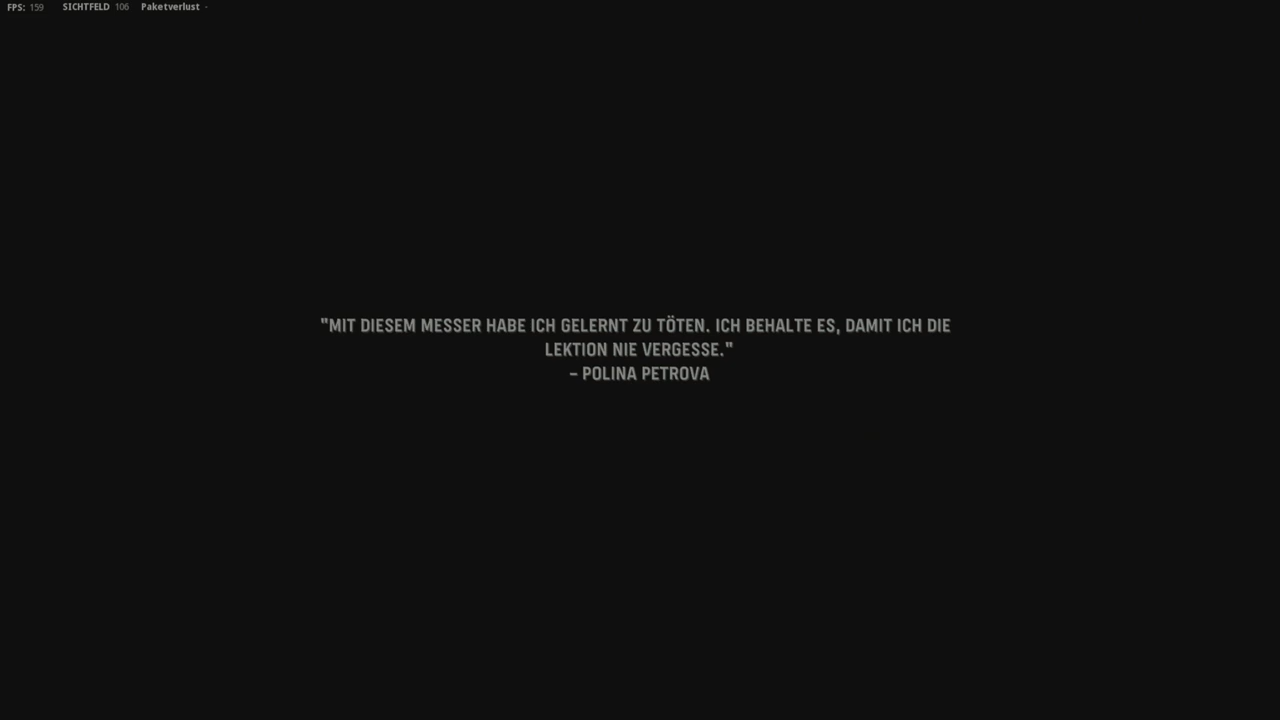 FPS: 159 SICHTFELD 106 Paketverlust -
"MIT DIESEM MESSER HABE ICH GELERNT ZU TÖTEN. ICH BEHALTE ES, DAMIT ICH DIE
LEKTION NIE VERGESSE."
– POLINA PETROVA